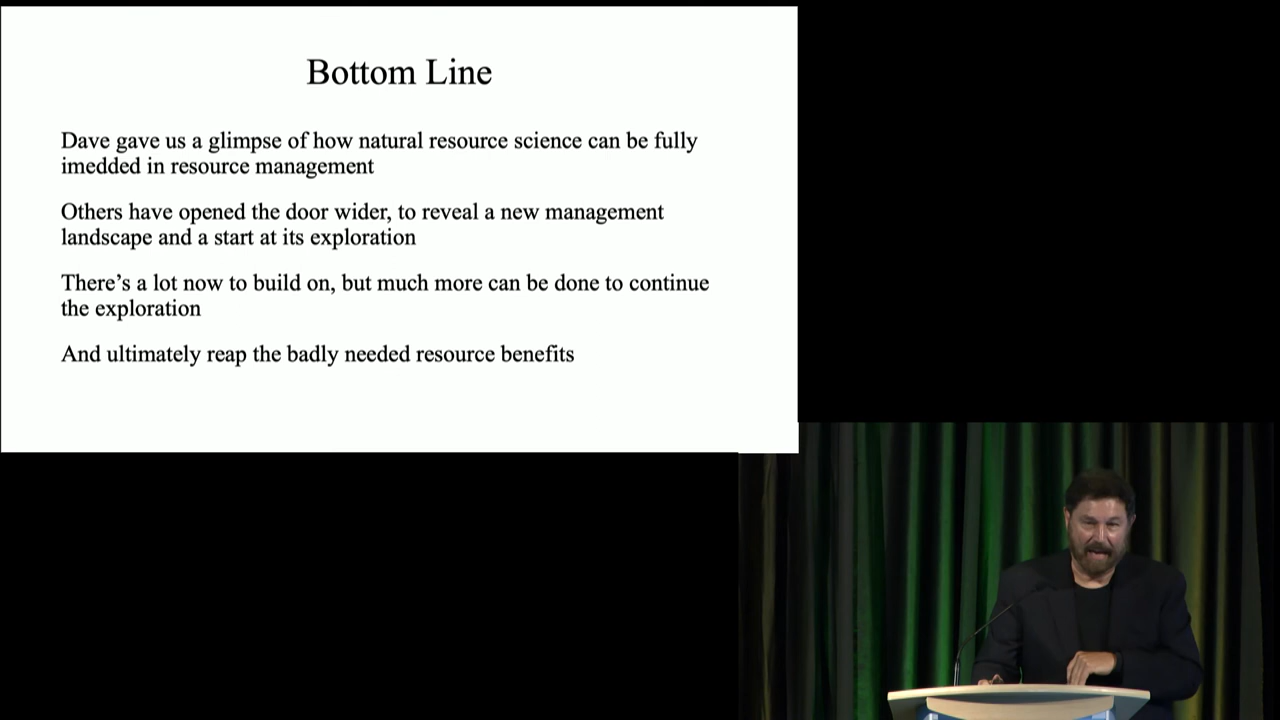 Bottom Line
Dave gave us a glimpse of how natural resource science can be fully
imedded in resource management
Others have opened the door wider, to reveal a new management
landscape and a start at its exploration
There’s a lot now to build on, but much more can be done to continue
the exploration
And ultimately reap the badly needed resource benefits